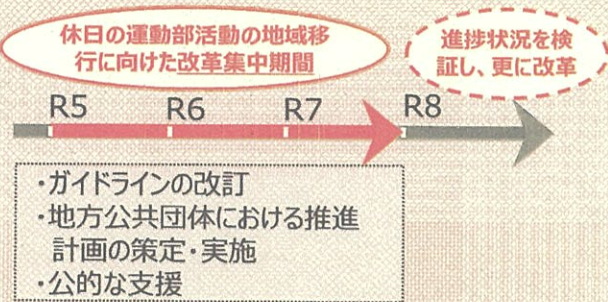 休日の運動部活動の地域移
行に向けた改革集中期間
進捗状況を検
証し、更に改革
R5 R6 R7 R8
・ガイドラインの改訂
・地方公共団体における推進
計画の策定・実施
・公的な支援